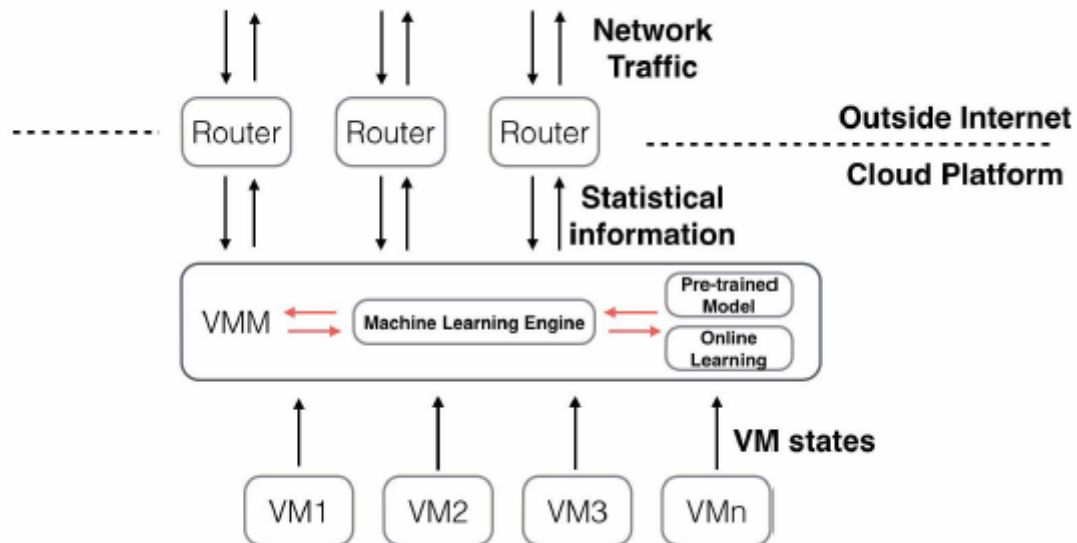 Network
Traffic
Router
Router
Router
Outside Internet
Cloud Platform
Statistical
information
VMM
Machine Learning Engine
Pre-trained
Model
Online
Learning
VM states
VM1
VM2
VM3
VMn